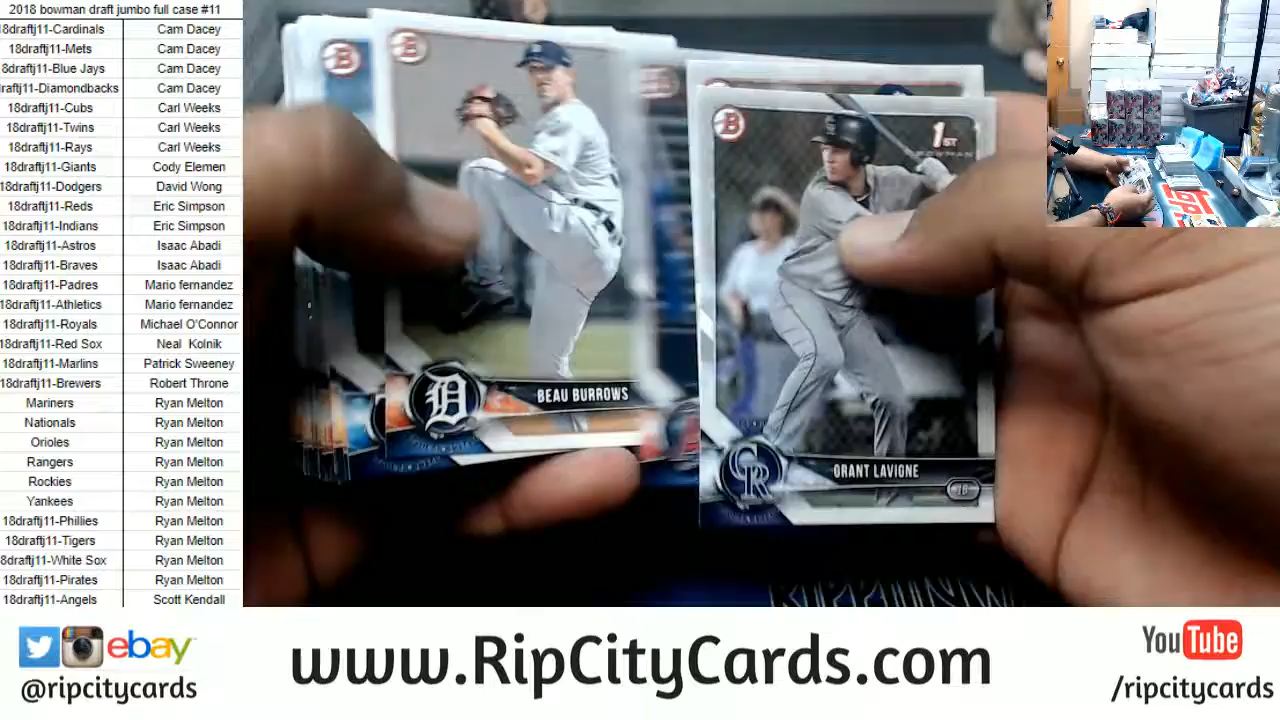 2018 bowman draft jumbo full case #11
18draftj11-Cardinals Cam Dacey
18draftj11-Mets Cam Dacey
18draftj11-Blue Jays Cam Dacey
draftj11-Diamondbacks Cam Dacey
18draftj11-Cubs Carl Weeks
18draftj11-Twins Carl Weeks
18draftj11-Rays Carl Weeks
18draftj11-Giants Cody Elemen
18draftj11-Dodgers David Wong
18draftj11-Reds Eric Simpson
18draftj11-Indians Eric Simpson
18draftj11-Astros Isaac Abadi
18draftj11-Braves Isaac Abadi
18draftj11-Padres Mario fernandez
18draftj11-Athletics Mario fernandez
18draftj11-Royals Michael O'Connor
18draftj11-Red Sox Neal Kolnik
18draftj11-Marlins Patrick Sweeney
18draftj11-Brewers Robert Throne
Mariners Ryan Melton
Nationals Ryan Melton
Orioles Ryan Melton
Rangers Ryan Melton
Rockies Ryan Melton
Yankees Ryan Melton
18draftj11-Phillies Ryan Melton
18draftj11-Tigers Ryan Melton
8draftj11-White Sox Ryan Melton
18draftj11-Pirates Ryan Melton
18draftj11-Angels Scott Kendall
B
B
D
BEAU BURROWS
B
1ST
BOWMAN
CR
GRANT LAVIGNE
ebay
@ripcitycards
www.RipCityCards.com
YouTube
/ripcitycards